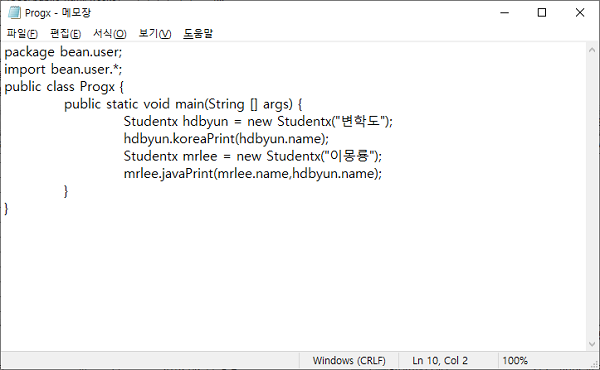 Progx - 메모장
파일(F) 편집(E) 서식(O) 보기(V) 도움말
package bean.user;
import bean.user.*;
public class Progx {
public static void main(String [] args) {
Studentx hdbyun = new Studentx("변학도");
hdbyun.koreaPrint(hdbyun.name);
Studentx mrlee = new Studentx("이몽룡");
mrlee.javaPrint(mrlee.name,hdbyun.name);
}
}
Windows (CRLF) Ln 10, Col 2 100%